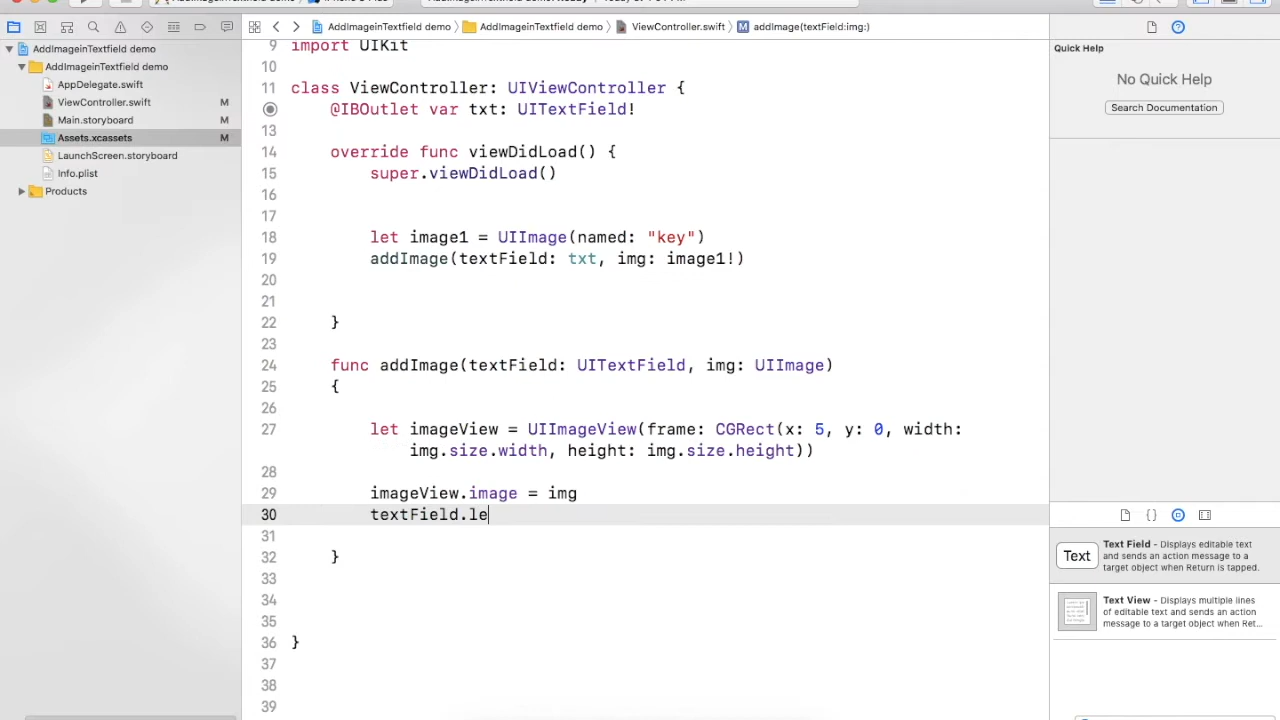 AddImageinTextfield demo
AddImageinTextfield demo
ViewController.swift
addImage(textField:img:)
AddImageinTextfield demo
AddImageinTextfield demo
AppDelegate.swift
ViewController.swift M
Main.storyboard M
Assets.xcassets M
LaunchScreen.storyboard
Info.plist
Products
9 import UIKit
10
11 class ViewController: UIViewController {
@IBOutlet var txt: UITextField!
13
14 override func viewDidLoad() {
15 super.viewDidLoad()
16
17
18 let image1 = UIImage(named: "key")
19 addImage(textField: txt, img: image1!)
20
21
22 }
23
24 func addImage(textField: UITextField, img: UIImage)
25 {
26
27 let imageView = UIImageView(frame: CGRect(x: 5, y: 0, width:
img.size.width, height: img.size.height))
28
29 imageView.image = img
30 textField.le
31
32 }
33
34
35
36 }
37
38
39
Quick Help
No Quick Help
Search Documentation
Text
Text Field - Displays editable text
and sends an action message to a
target object when Return is tapped.
Text View - Displays multiple lines
of editable text and sends an action
message to a target object when Ret...